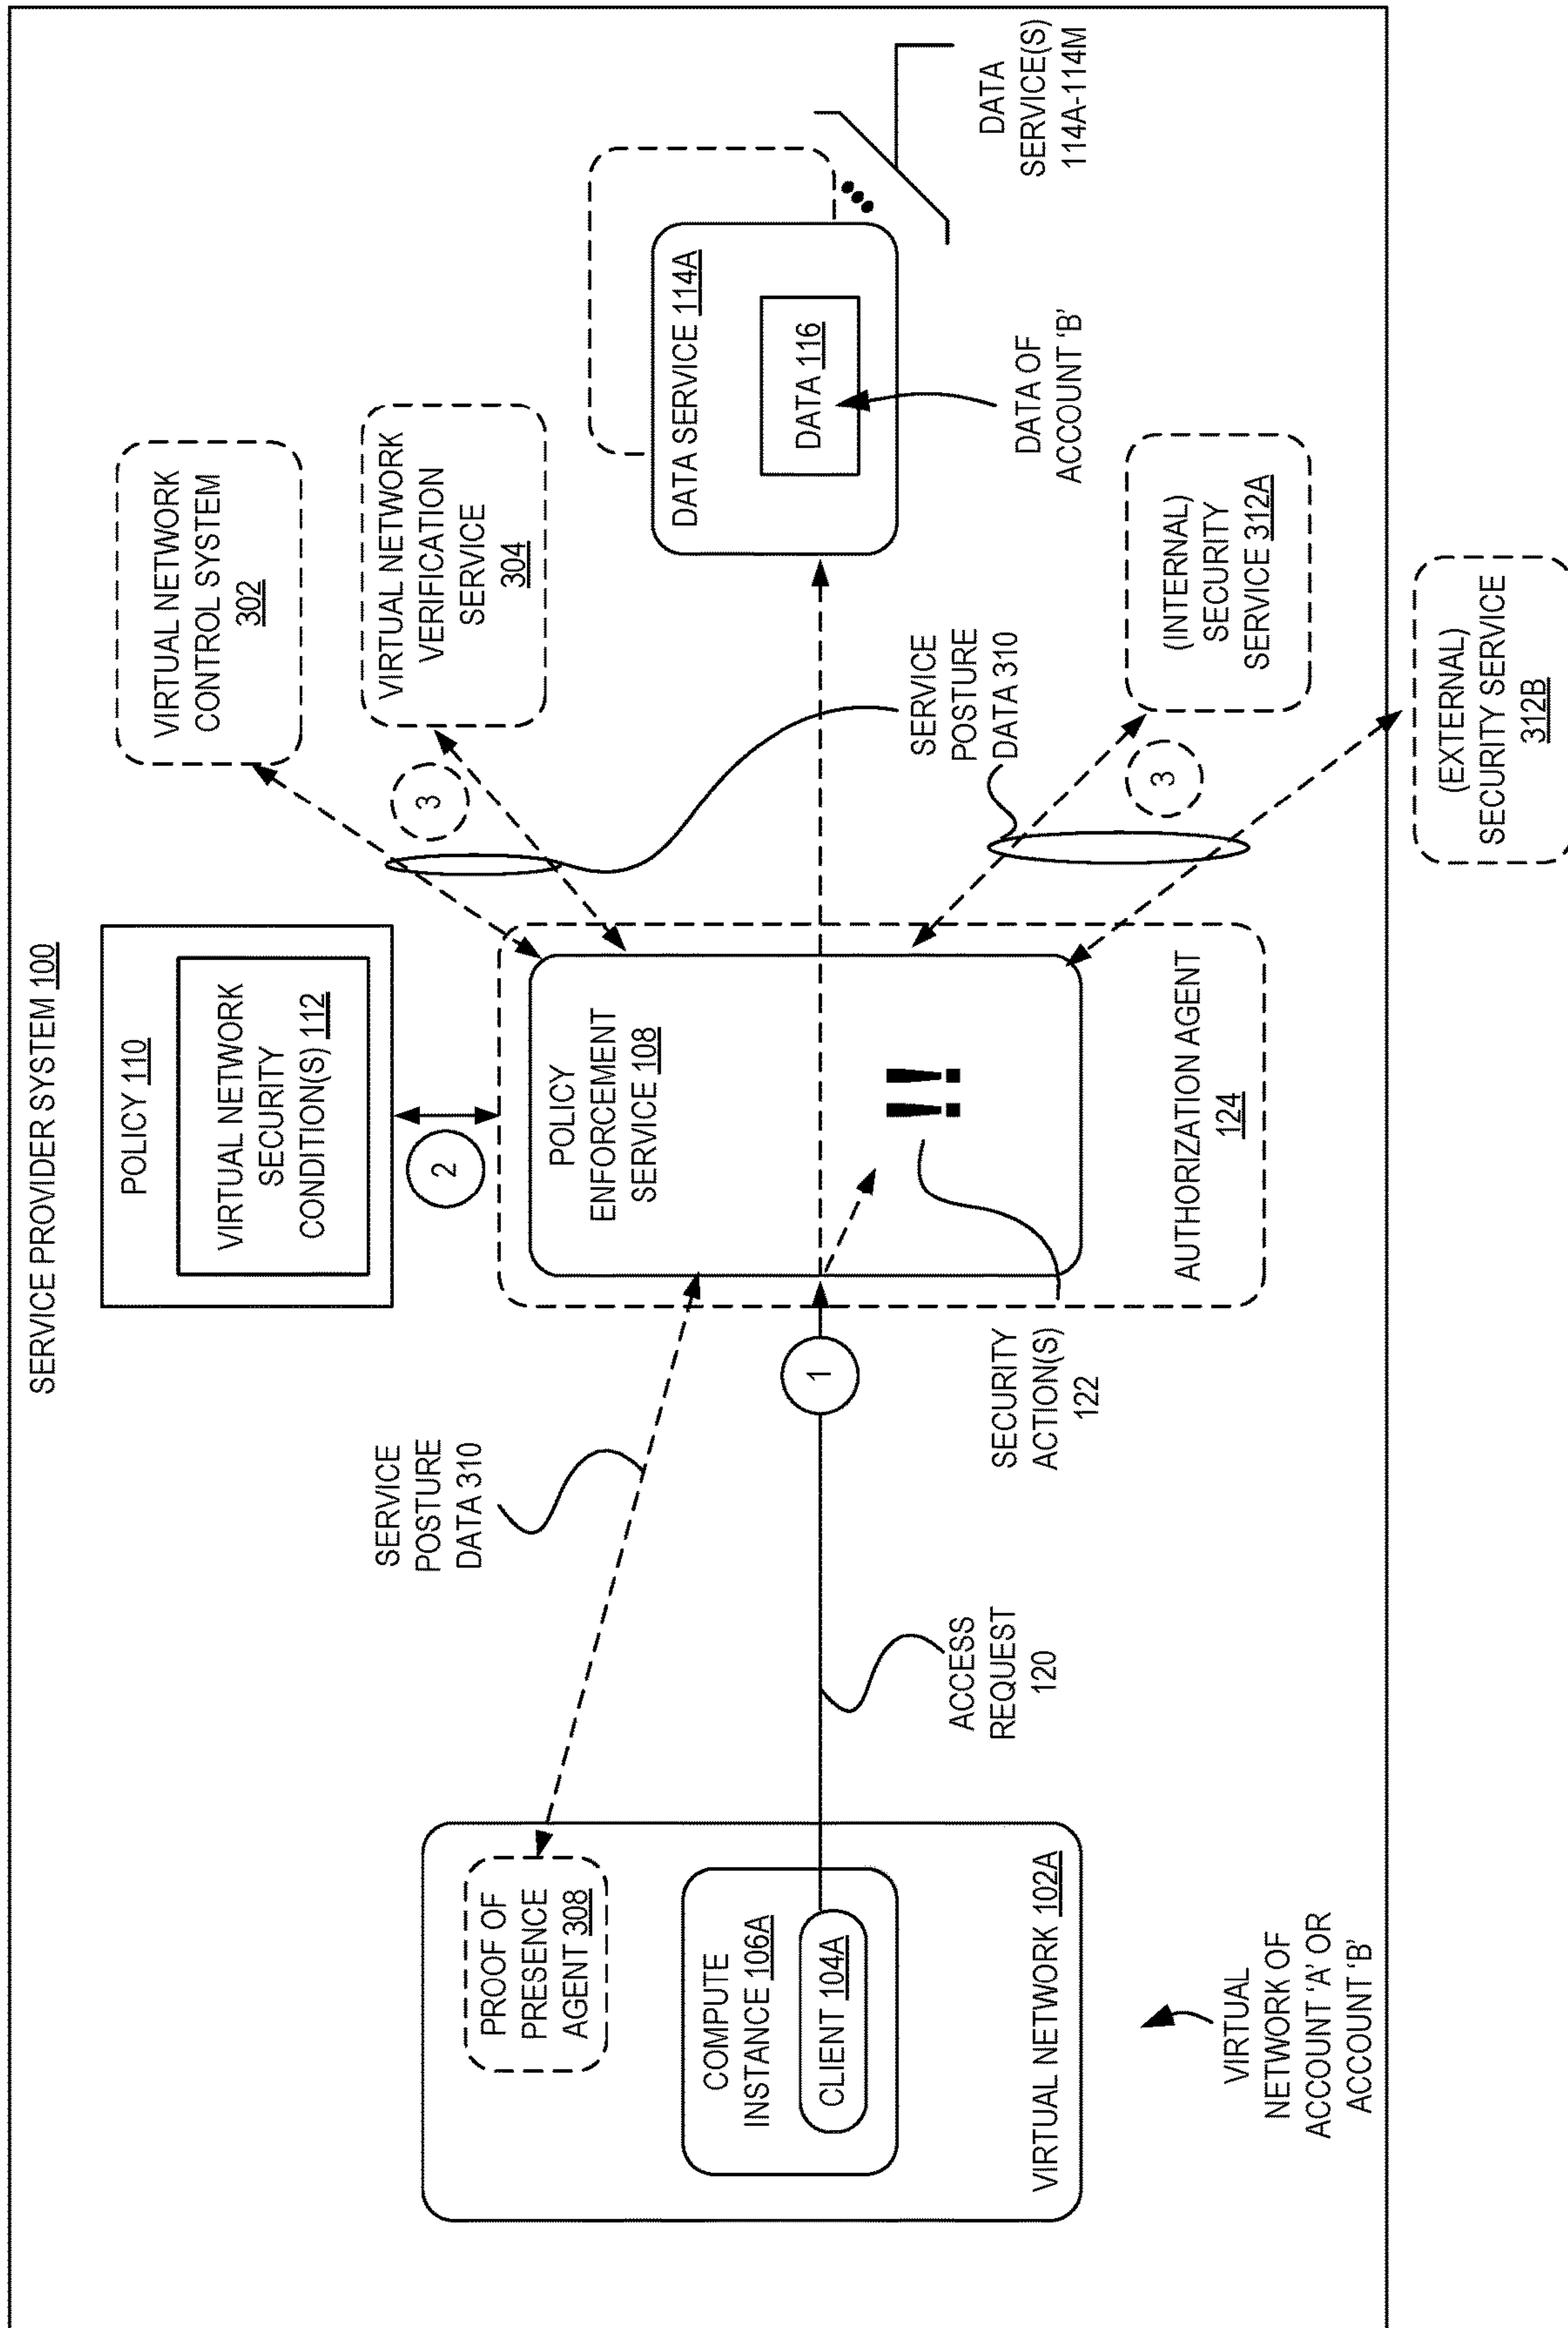 SERVICE PROVIDER SYSTEM 100
POLICY 110
VIRTUAL NETWORK
SECURITY
CONDITION(S) 112
2
VIRTUAL NETWORK
CONTROL SYSTEM
302
VIRTUAL NETWORK
VERIFICATION
SERVICE
304
3
PROOF OF
PRESENCE
AGENT 308
SERVICE
POSTURE
DATA 310
COMPUTE
INSTANCE 106A
CLIENT 104A
VIRTUAL NETWORK 102A
VIRTUAL
NETWORK OF
ACCOUNT ‘A’ OR
ACCOUNT ‘B’
ACCESS
REQUEST
120
1
POLICY
ENFORCEMENT
SERVICE 108
!!
SECURITY
ACTION(S)
122
AUTHORIZATION AGENT
124
DATA SERVICE 114A
DATA 116
DATA OF
ACCOUNT ‘B’
DATA
SERVICE(S)
114A-114M
SERVICE
POSTURE
DATA 310
3
(INTERNAL)
SECURITY
SERVICE 312A
(EXTERNAL)
SECURITY SERVICE
312B